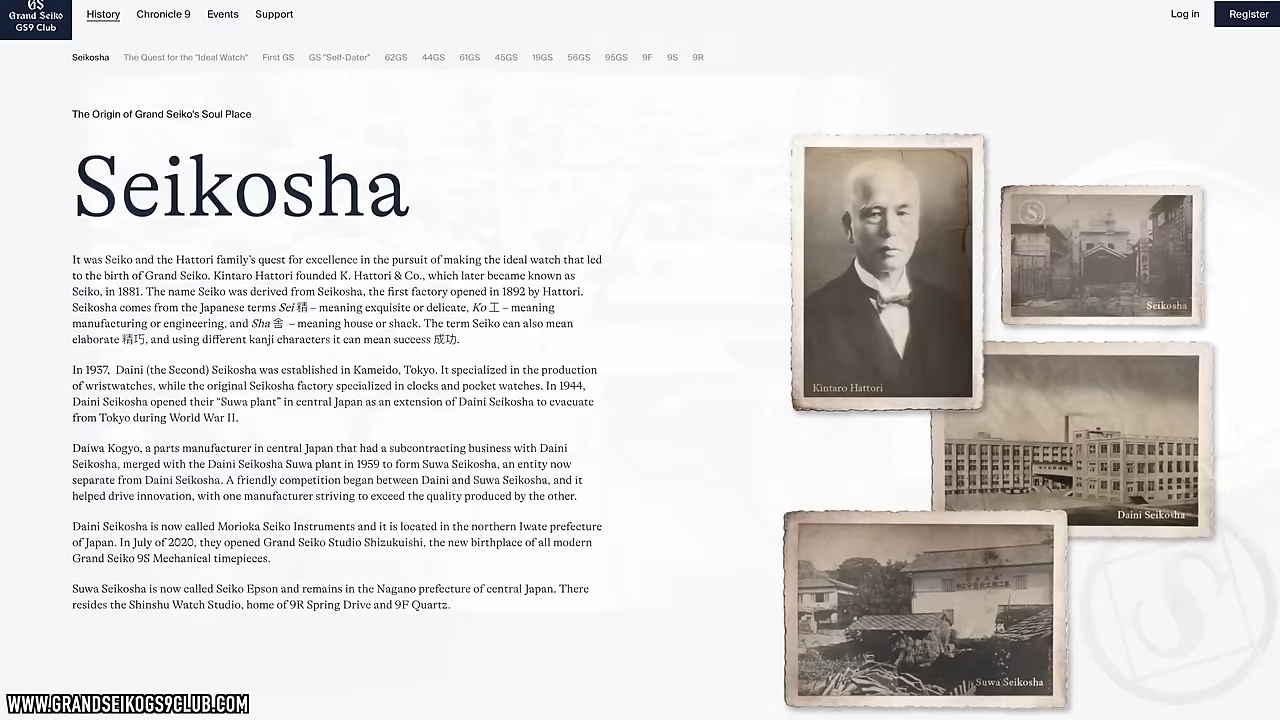 GS
Grand Seiko
GS9 Club
History Chronicle 9 Events Support
Log in Register
Seikosha The Quest for the "Ideal Watch" First GS GS "Self-Dater" 62GS 44GS 61GS 45GS 19GS 56GS 95GS 9F 9S 9R
The Origin of Grand Seiko's Soul Place
Seikosha
It was Seiko and the Hattori family's quest for excellence in the pursuit of making the ideal watch that led
to the birth of Grand Seiko. Kintaro Hattori founded K. Hattori & Co., which later became known as
Seiko, in 1881. The name Seiko was derived from Seikosha, the first factory opened in 1892 by Hattori.
Seikosha comes from the Japanese terms Sei 精 – meaning exquisite or delicate, Ko 工 – meaning
manufacturing or engineering, and Sha 舎 – meaning house or shack. The term Seiko can also mean
elaborate 精巧, and using different kanji characters it can mean success 成功.
In 1937, Daini (the Second) Seikosha was established in Kameido, Tokyo. It specialized in the production
of wristwatches, while the original Seikosha factory specialized in clocks and pocket watches. In 1944,
Daini Seikosha opened their “Suwa plant” in central Japan as an extension of Daini Seikosha to evacuate
from Tokyo during World War II.
Daiwa Kogyo, a parts manufacturer in central Japan that had a subcontracting business with Daini
Seikosha, merged with the Daini Seikosha Suwa plant in 1959 to form Suwa Seikosha, an entity now
separate from Daini Seikosha. A friendly competition began between Daini and Suwa Seikosha, and it
helped drive innovation, with one manufacturer striving to exceed the quality produced by the other.
Daini Seikosha is now called Morioka Seiko Instruments and it is located in the northern Iwate prefecture
of Japan. In July of 2020, they opened Grand Seiko Studio Shizukuishi, the new birthplace of all modern
Grand Seiko 9S Mechanical timepieces.
Suwa Seikosha is now called Seiko Epson and remains in the Nagano prefecture of central Japan. There
resides the Shinshu Watch Studio, home of 9R Spring Drive and 9F Quartz.
Kintaro Hattori
S
Seikosha
Daini Seikosha
Suwa Seikosha
S
WWW.GRANDSEIKOGS9CLUB.COM